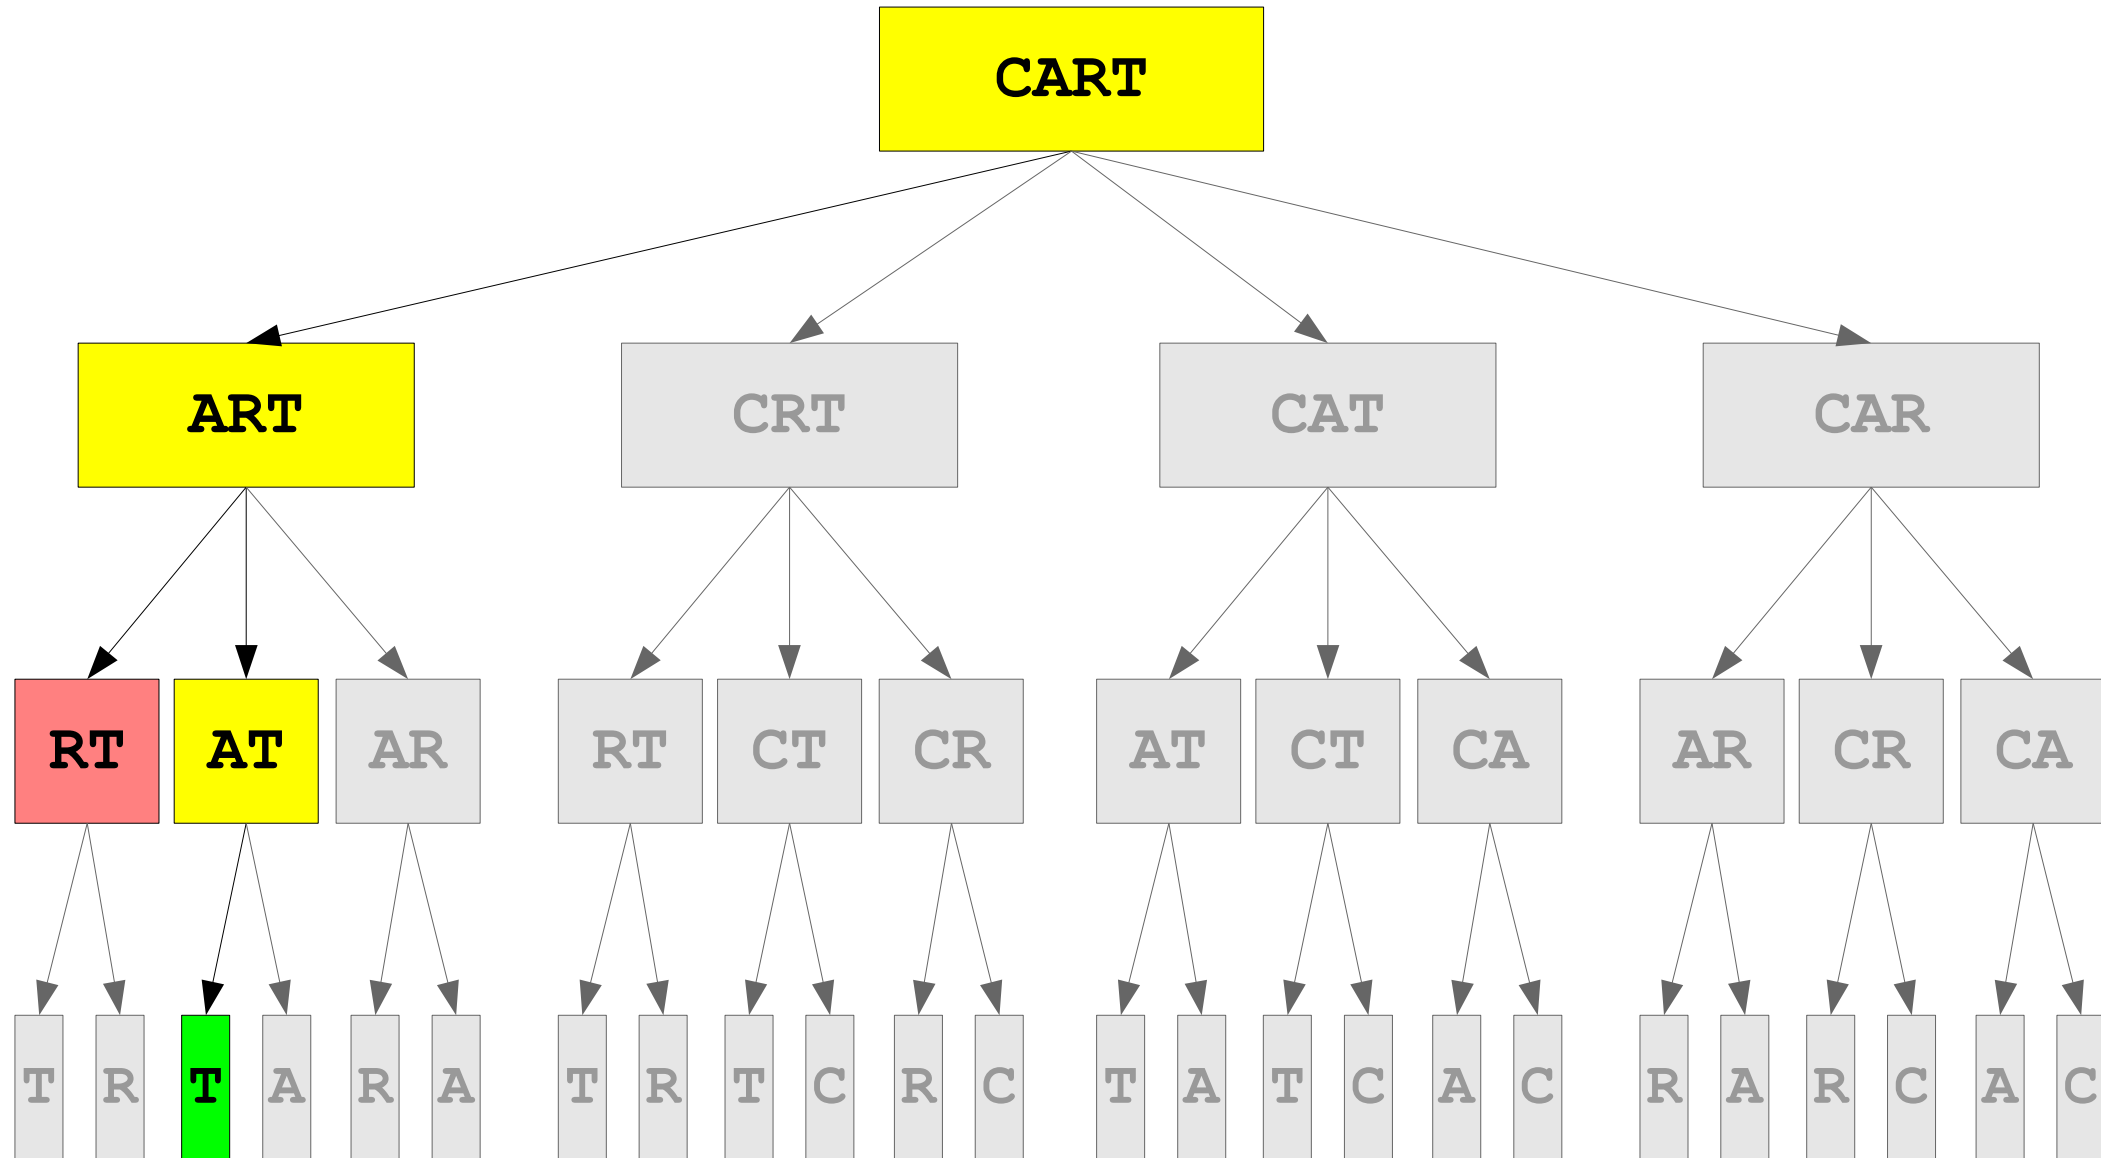 CART
ART CRT CAT CAR
RT AT AR RT CT CR AT CT CA AR CR CA
T R T A R A T R T C R C T A T C A C R A R C A C